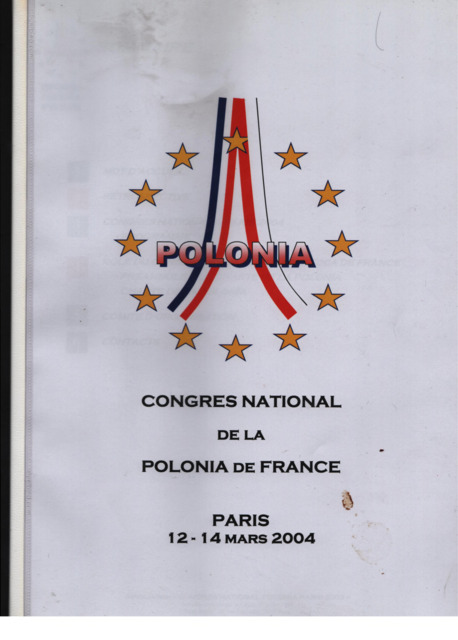 POLONIA
CONGRES NATIONAL
DE LA
POLONIA DE FRANCE
PARIS
12 - 14 MARS 2004